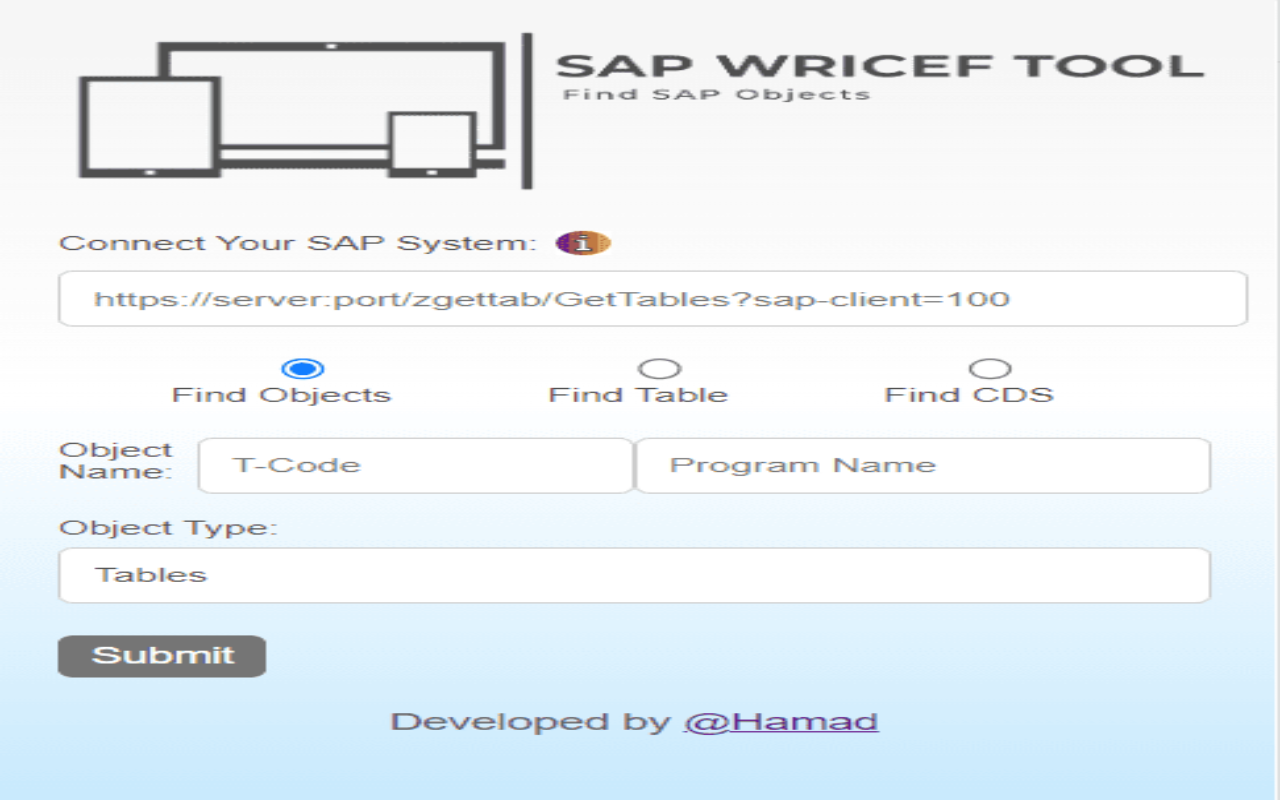 SAP WRICEF TOOL
Find SAP Objects
Connect Your SAP System: i
https://server:port/zgettab/GetTables?sap-client=100
Find Objects Find Table Find CDS
Object Name: T-Code Program Name
Object Type:
Tables
Submit
Developed by @Hamad